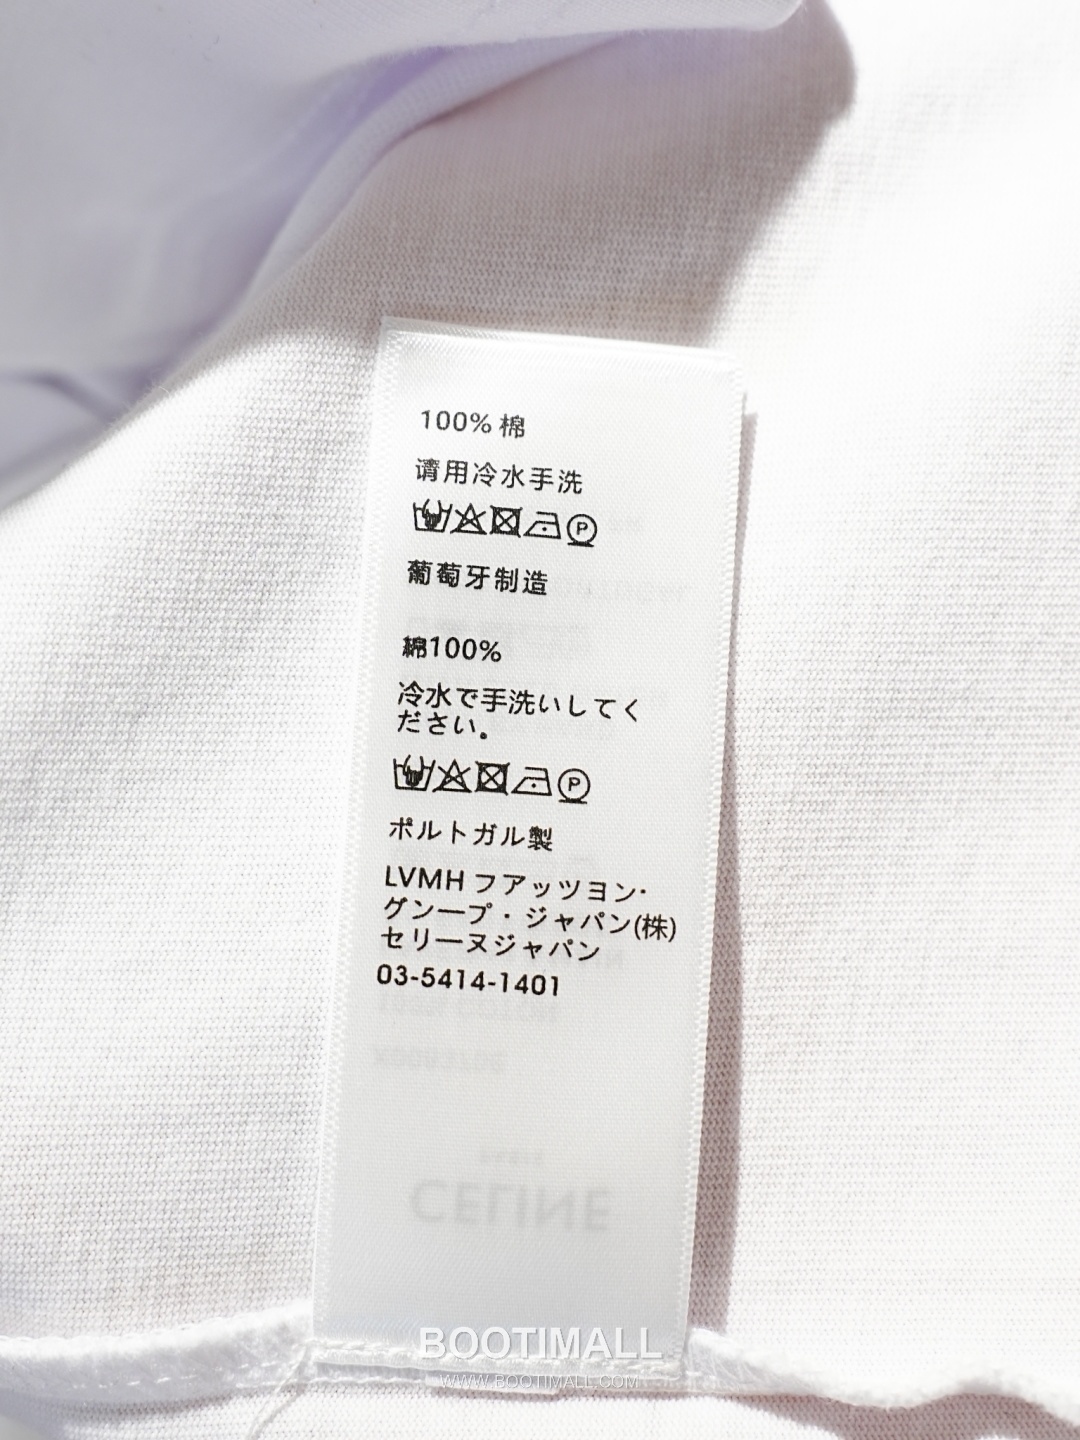 100% 棉
请用冷水手洗
P
葡萄牙制造
綿100%
冷水で手洗いしてく
ださい。
P
ポルトガル製
LVMH フアッツヨン·
グンープ・ジャパン(株)
セリーヌジャパン
03-5414-1401
CELINE
BOOTIMALL
WWW.BOOTIMALL.COM